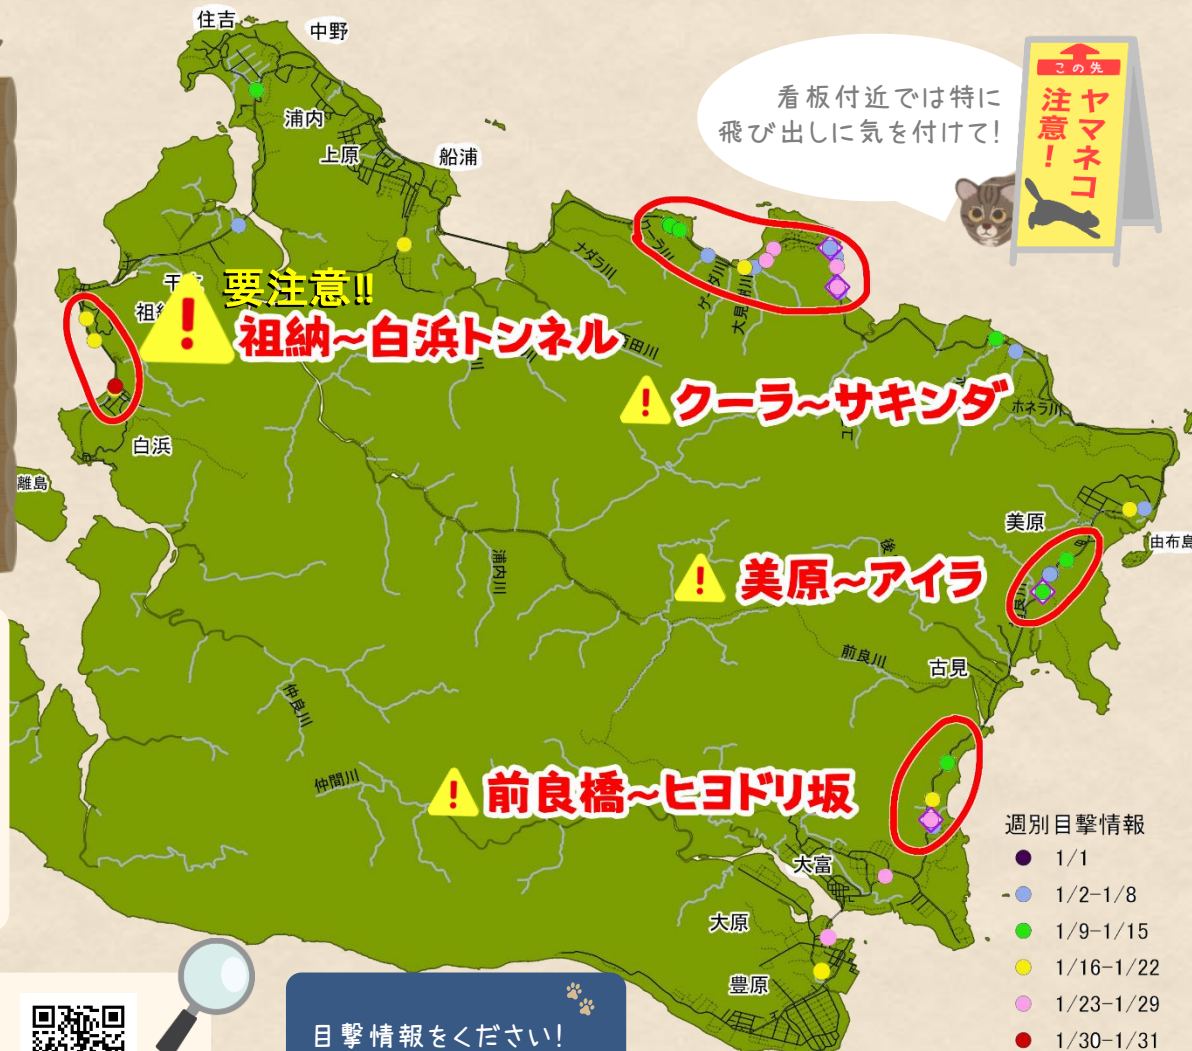 住吉
中野
浦内
上原
船浦
看板付近では特に
飛び出しに気を付けて!
この先
ヤマネコ
注意!
クーラ川
ナダラ川
ゲーダ川
要注意!!
祖納~白浜トンネル
クーラ~サキンダ
ホネラ川
白浜
離島
美原
由布島
浦内川
美原~アイラ
前良川
古見
仲良川
仲間川
前良橋~ヒヨドリ坂
大富
大原
豊原
週別目撃情報
1/1
1/2-1/8
1/9-1/15
1/16-1/22
1/23-1/29
1/30-1/31
目撃情報をください!